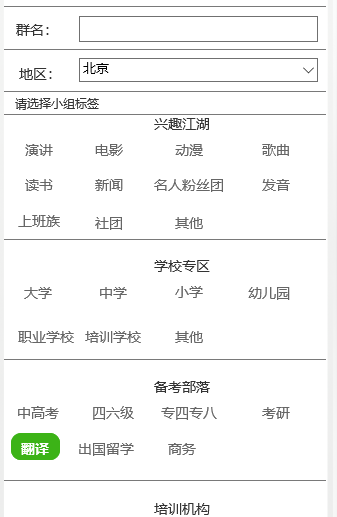 群名：
地区： 北京
请选择小组标签
兴趣江湖
演讲 电影 动漫 歌曲
读书 新闻 名人粉丝团 发音
上班族 社团 其他
学校专区
大学 中学 小学 幼儿园
职业学校 培训学校 其他
备考部落
中高考 四六级 专四专八 考研
翻译 出国留学 商务
培训机构